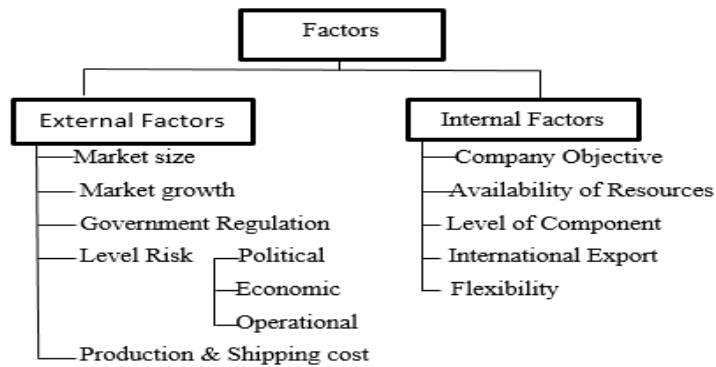 Factors
External Factors
Market size
Market growth
Government Regulation
Level Risk
Political
Economic
Operational
Production & Shipping cost
Internal Factors
Company Objective
Availability of Resources
Level of Component
International Export
Flexibility